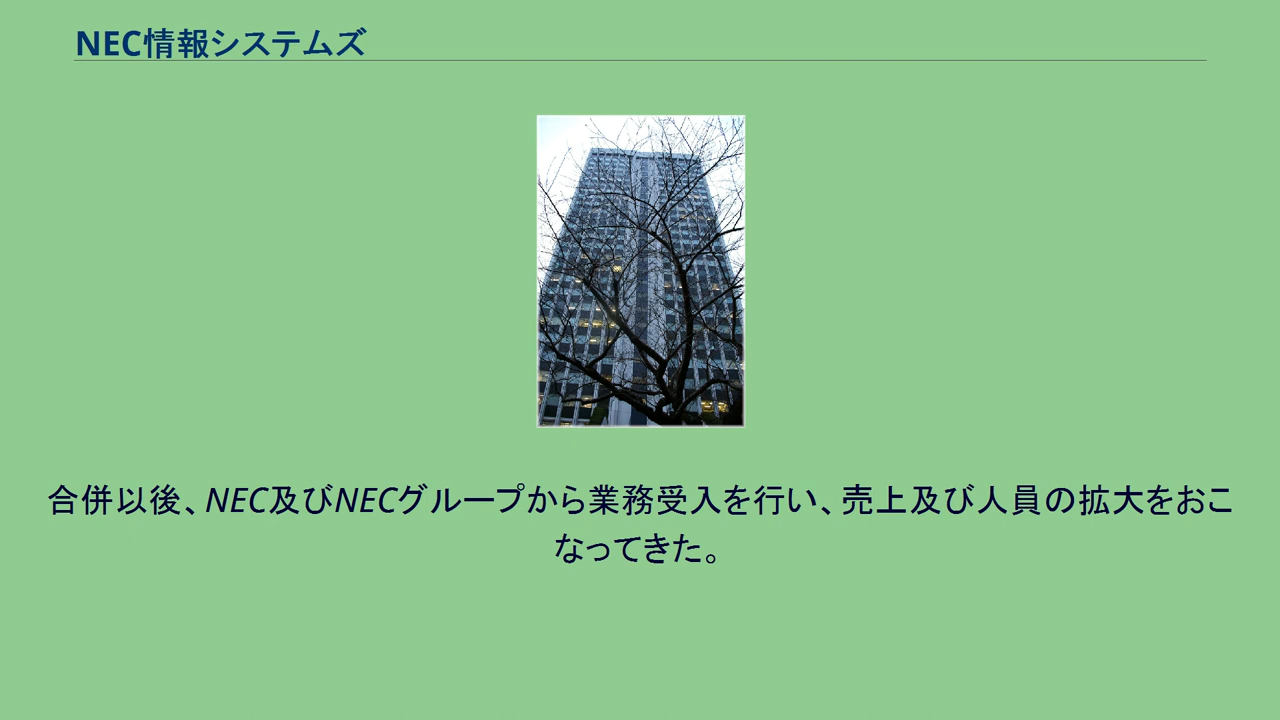 NEC情報システムズ
合併以後、NEC及びNECグループから業務受入を行い、売上及び人員の拡大をおこ
なってきた。